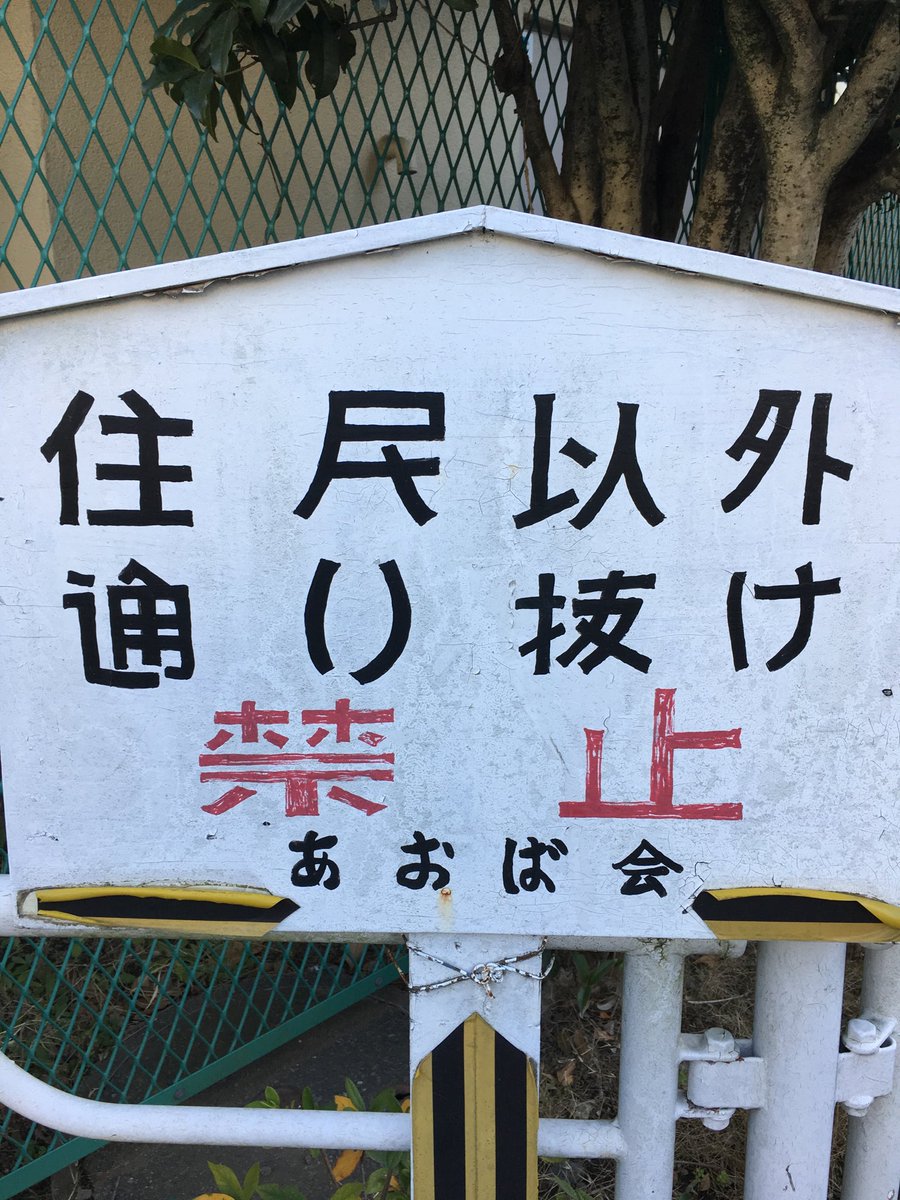 住民以外
通り抜け
禁止
あおば会